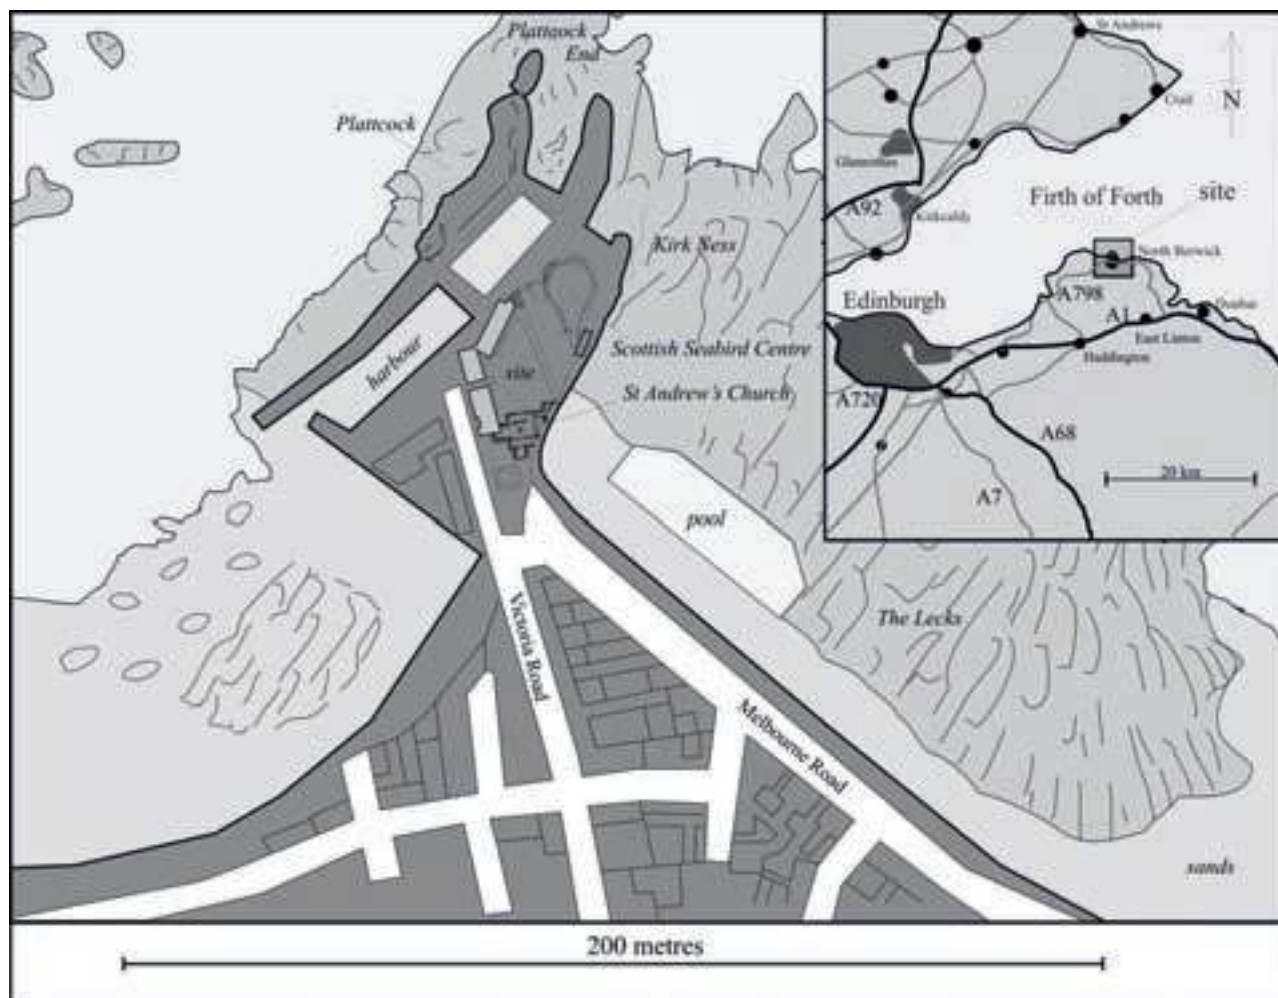 Plattcock
End
Plattcock
Kirk Ness
harbour
site
Scottish Seabird Centre
St Andrew's Church
pool
The Lecks
Victoria Road
Melbourne Road
sands
200 metres
St Andrews
N
Crail
Glenrothes
A92
Kirkcaldy
Firth of Forth
site
North Berwick
Edinburgh
A798
A1
Dunbar
East Linton
Haddington
A720
A68
A7
20 km